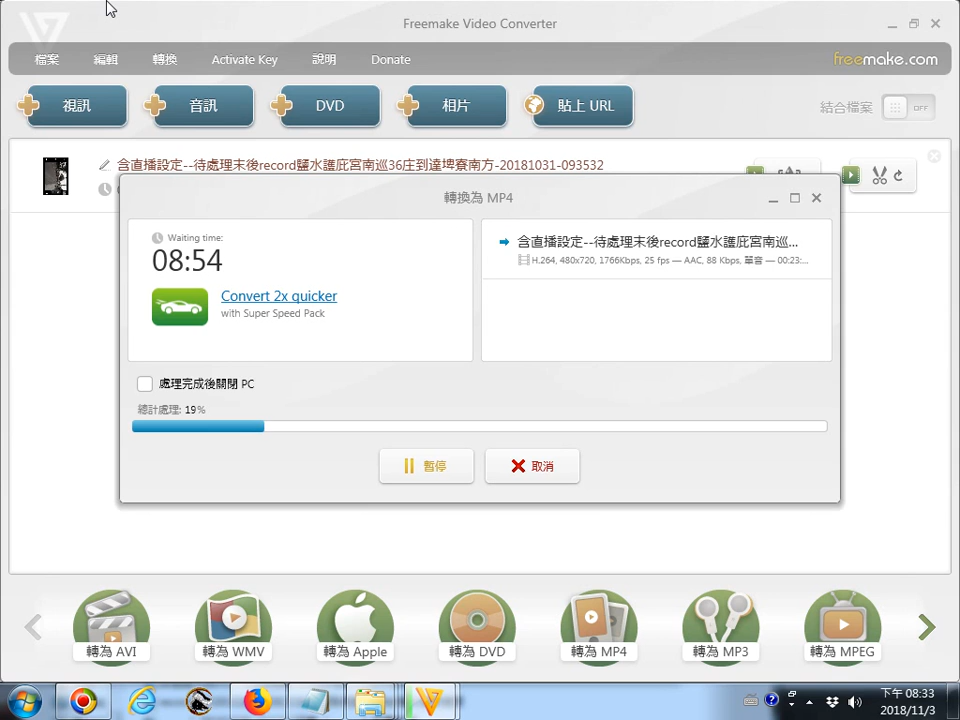 Freemake Video Converter
檔案 編輯 轉換 Activate Key 說明 Donate
freemake.com
視訊 音訊 DVD 相片 貼上 URL
結合檔案 OFF
含直播設定--待處理末後record鹽水護庇宮南巡36庄到達埤寮南方-20181031-093532
轉換為 MP4
Waiting time:
08:54
Convert 2x quicker
with Super Speed Pack
含直播設定--待處理末後record鹽水護庇宮南巡...
H.264, 480x720, 1766Kbps, 25 fps — AAC, 88 Kbps, 單音 — 00:23:...
處理完成後關閉 PC
總計處理: 19%
暫停 取消
轉為 AVI 轉為 WMV 轉為 Apple 轉為 DVD 轉為 MP4 轉為 MP3 轉為 MPEG
下午 08:33
2018/11/3